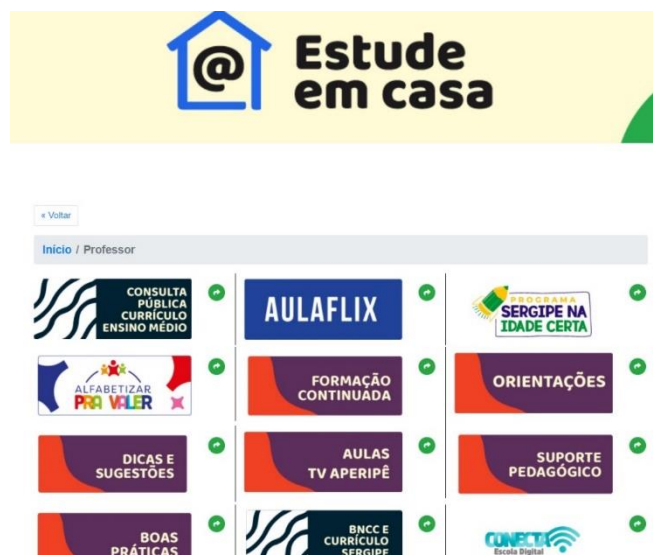 @
Estude
em casa
« Voltar
Início / Professor
CONSULTA
PÚBLICA
CURRÍCULO
ENSINO MÉDIO
AULAFLIX
PROGRAMA
SERGIPE NA
IDADE CERTA
ALFABETIZAR
PRA VALER
FORMAÇÃO
CONTINUADA
ORIENTAÇÕES
DICAS E
SUGESTÕES
AULAS
TV APERIPÊ
SUPORTE
PEDAGÓGICO
BOAS
PRÁTICAS
BNCC E
CURRÍCULO
SERGIPE
CONECTA
Escola Digital